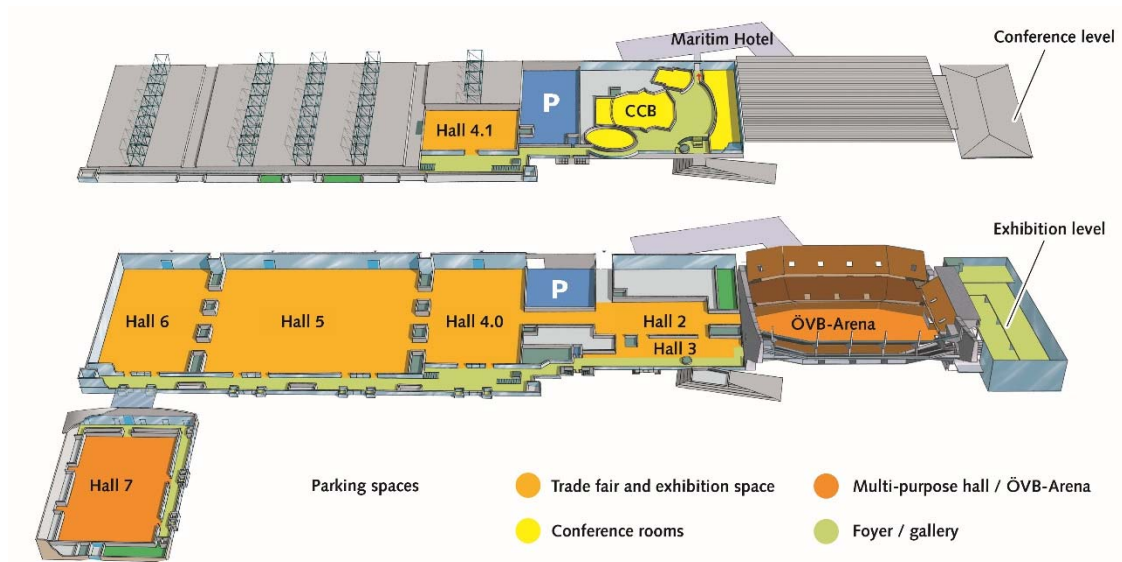 Maritim Hotel
Conference level
P
CCB
Hall 4.1
Exhibition level
P
Hall 6
Hall 5
Hall 4.0
Hall 2
ÖVB-Arena
Hall 3
Hall 7
Parking spaces
Trade fair and exhibition space
Multi-purpose hall / ÖVB-Arena
Conference rooms
Foyer / gallery